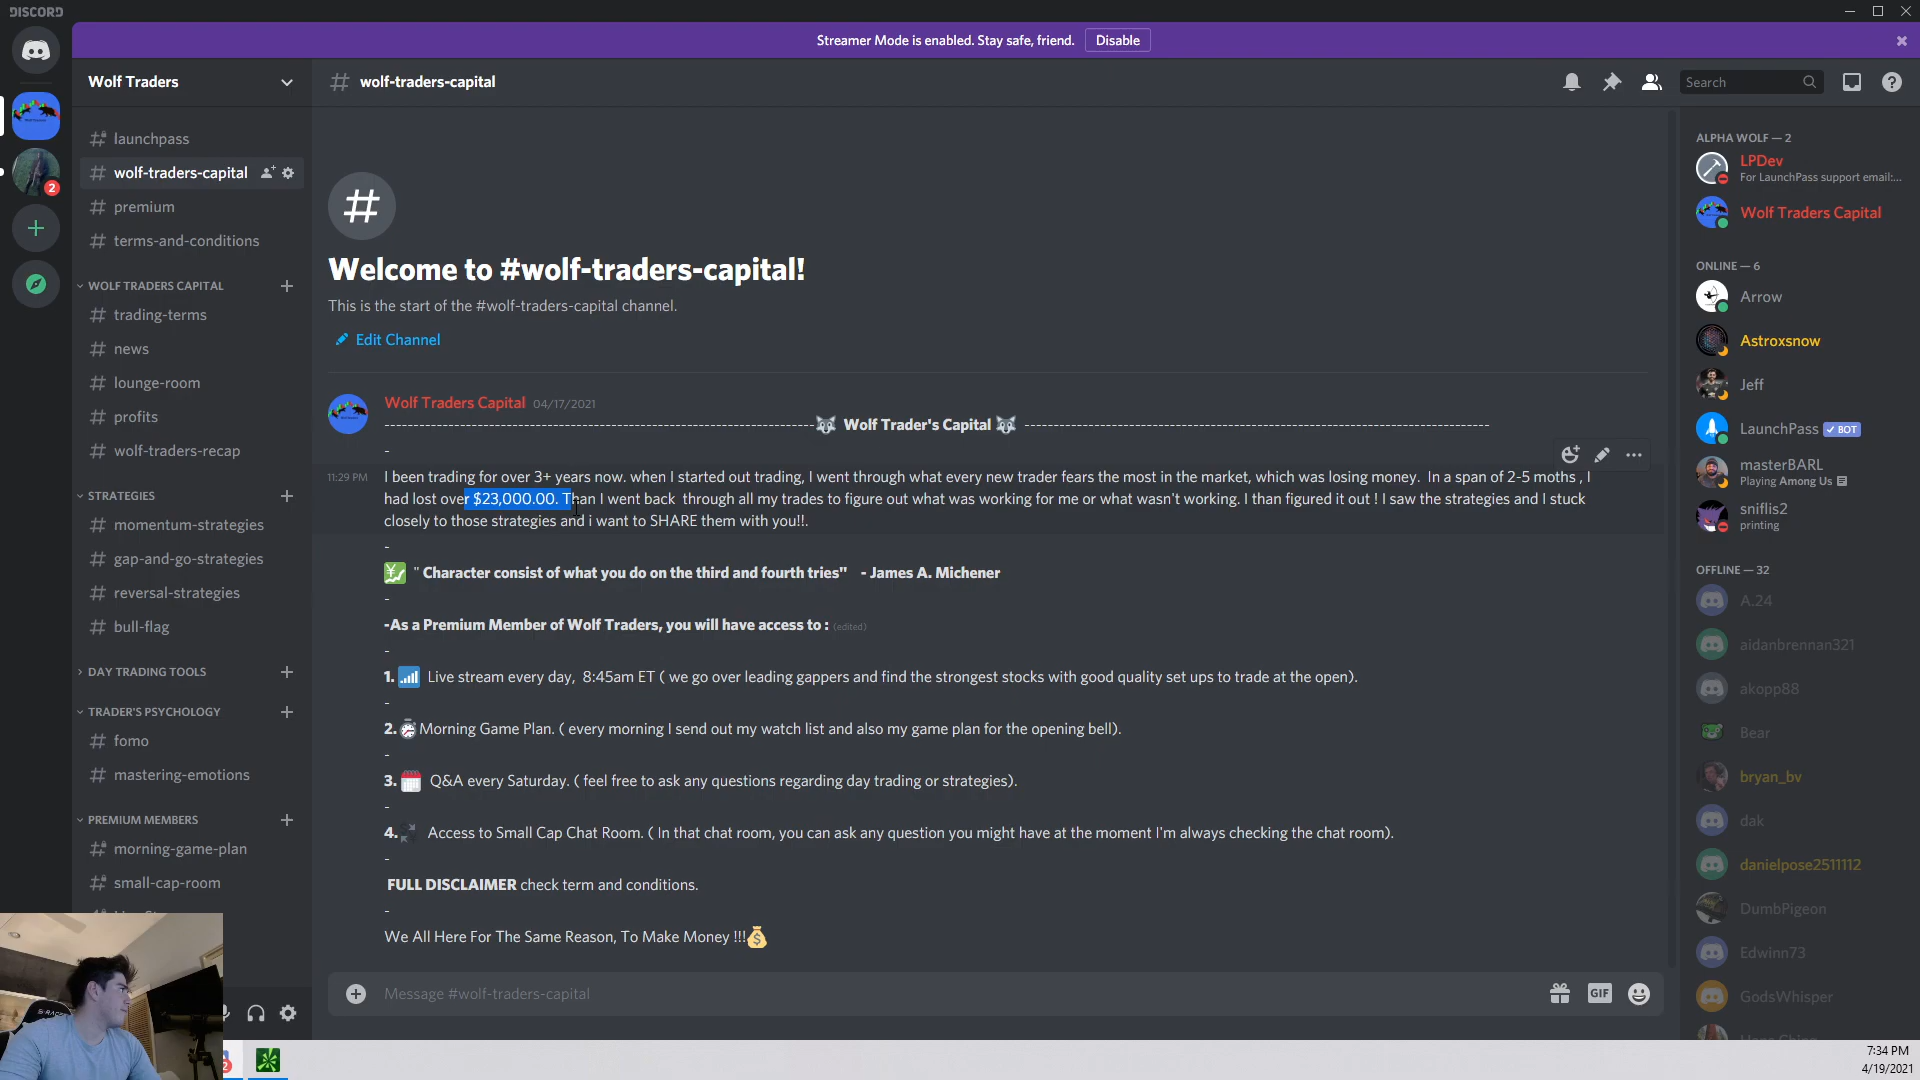 DISCORD
Streamer Mode is enabled. Stay safe, friend.
Disable
Wolf Traders
launchpass
wolf-traders-capital
premium
terms-and-conditions
WOLF TRADERS CAPITAL
trading-terms
news
lounge-room
profits
wolf-traders-recap
STRATEGIES
momentum-strategies
gap-and-go-strategies
reversal-strategies
bull-flag
DAY TRADING TOOLS
TRADER'S PSYCHOLOGY
fomo
mastering-emotions
PREMIUM MEMBERS
morning-game-plan
small-cap-room
2
# wolf-traders-capital
Search
#
Welcome to #wolf-traders-capital!
This is the start of the #wolf-traders-capital channel.
Edit Channel
Wolf Traders Capital 04/17/2021
Wolf Trader's Capital
-
11:29 PM
I been trading for over 3+ years now. when I started out trading, I went through what every new trader fears the most in the market, which was losing money. In a span of 2-5 moths , I
had lost over $23,000.00. Than I went back through all my trades to figure out what was working for me or what wasn't working. I than figured it out ! I saw the strategies and I stuck
closely to those strategies and i want to SHARE them with you!!.
-
" Character consist of what you do on the third and fourth tries" - James A. Michener
-
-As a Premium Member of Wolf Traders, you will have access to : (edited)
-
1. Live stream every day, 8:45am ET ( we go over leading gappers and find the strongest stocks with good quality set ups to trade at the open).
-
2. Morning Game Plan. ( every morning I send out my watch list and also my game plan for the opening bell).
-
3. Q&A every Saturday. ( feel free to ask any questions regarding day trading or strategies).
-
4. Access to Small Cap Chat Room. ( In that chat room, you can ask any question you might have at the moment I'm always checking the chat room).
-
FULL DISCLAIMER check term and conditions.
-
We All Here For The Same Reason, To Make Money !!!
Message #wolf-traders-capital
GIF
ALPHA WOLF — 2
LPDev
For LaunchPass support email:...
Wolf Traders Capital
ONLINE — 6
Arrow
Astroxsnow
Jeff
LaunchPass BOT
masterBARL
Playing Among Us
sniflis2
printing
OFFLINE — 32
A.24
aidanbrennan321
akopp88
Bear
bryan_bv
dak
danielpose2511112
DumbPigeon
Edwinn73
GodsWhisper
7:34 PM
4/19/2021